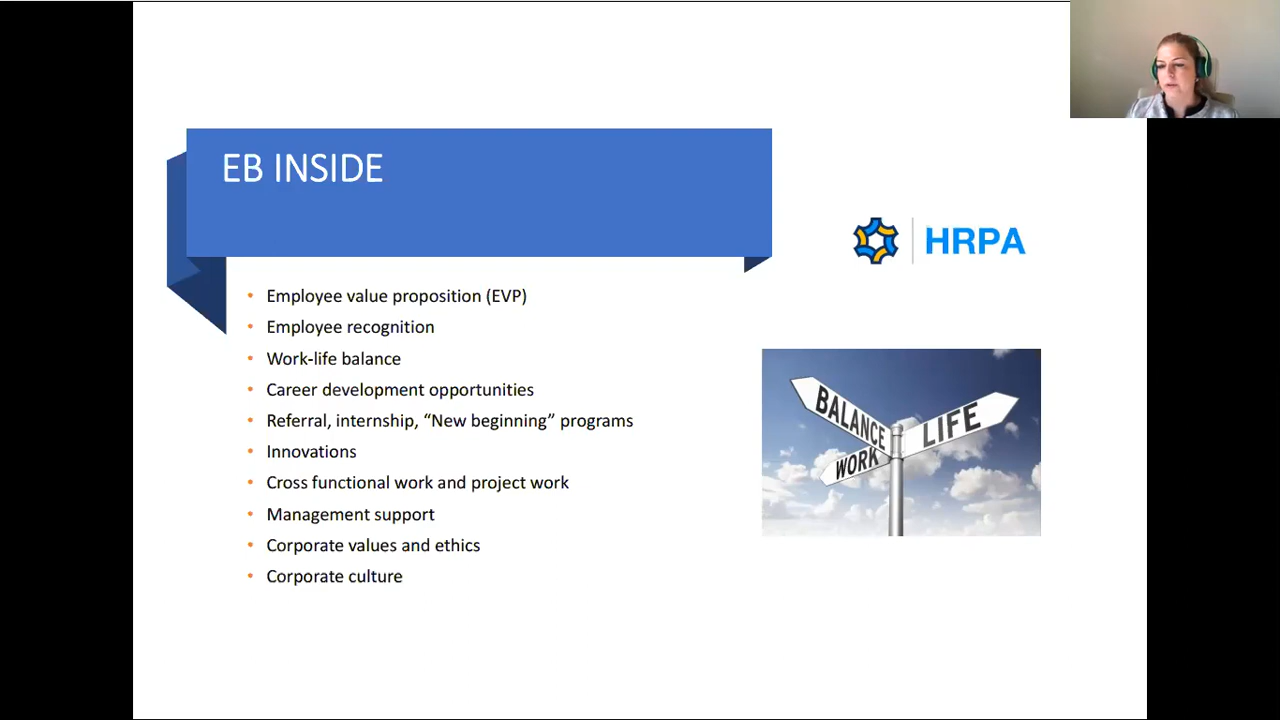 EB INSIDE
HRPA
Employee value proposition (EVP)
Employee recognition
Work-life balance
Career development opportunities
Referral, internship, “New beginning” programs
Innovations
Cross functional work and project work
Management support
Corporate values and ethics
Corporate culture
BALANCE
LIFE
WORK